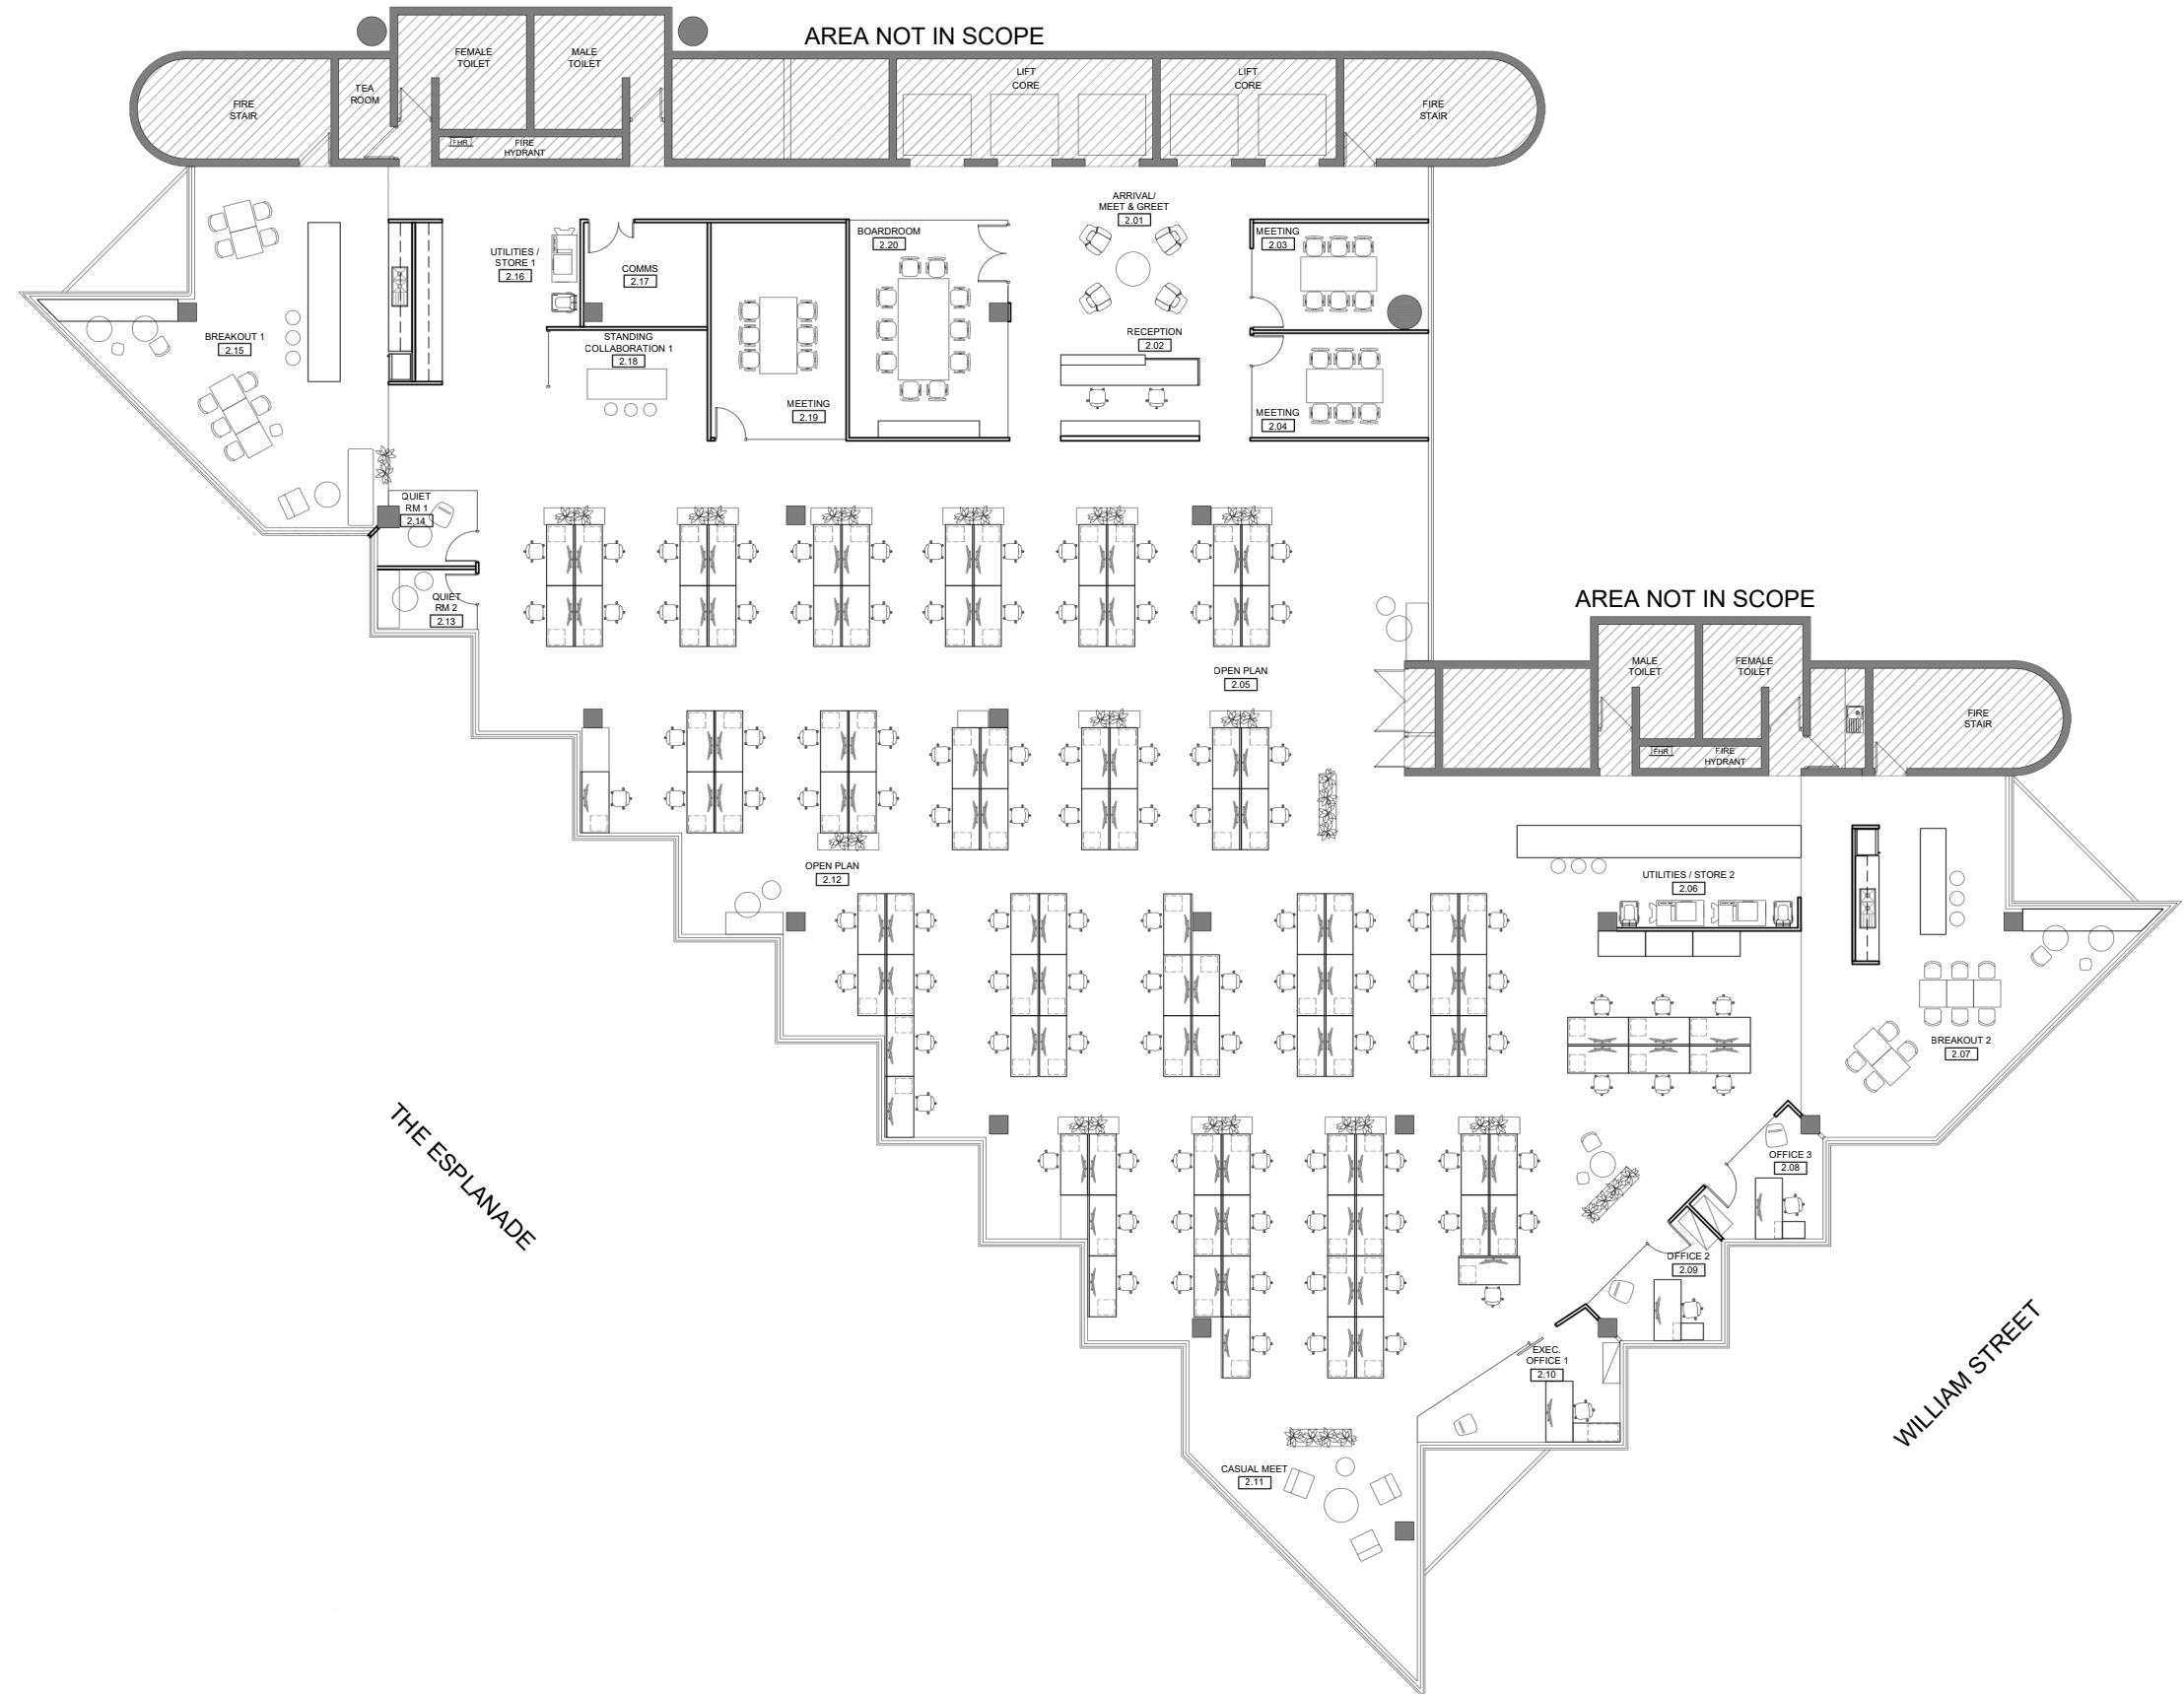 AREA NOT IN SCOPE
FEMALE
TOILET
MALE
TOILET
TEA
ROOM
FIRE
STAIR
FHR
FIRE
HYDRANT
LIFT
CORE
LIFT
CORE
FIRE
STAIR
ARRIVAL/
MEET & GREET
2.01
BOARDROOM
2.20
MEETING
2.03
UTILITIES /
STORE 1
2.16
COMMS
2.17
BREAKOUT 1
2.15
STANDING
COLLABORATION 1
2.18
RECEPTION
2.02
MEETING
2.19
MEETING
2.04
QUIET
RM 1
2.14
QUIET
RM 2
2.13
AREA NOT IN SCOPE
OPEN PLAN
2.05
MALE
TOILET
FEMALE
TOILET
FIRE
STAIR
FHR
FIRE
HYDRANT
OPEN PLAN
2.12
UTILITIES / STORE 2
2.06
BREAKOUT 2
2.07
THE ESPLANADE
OFFICE 3
2.08
OFFICE 2
2.09
EXEC.
OFFICE 1
2.10
WILLIAM STREET
CASUAL MEET
2.11